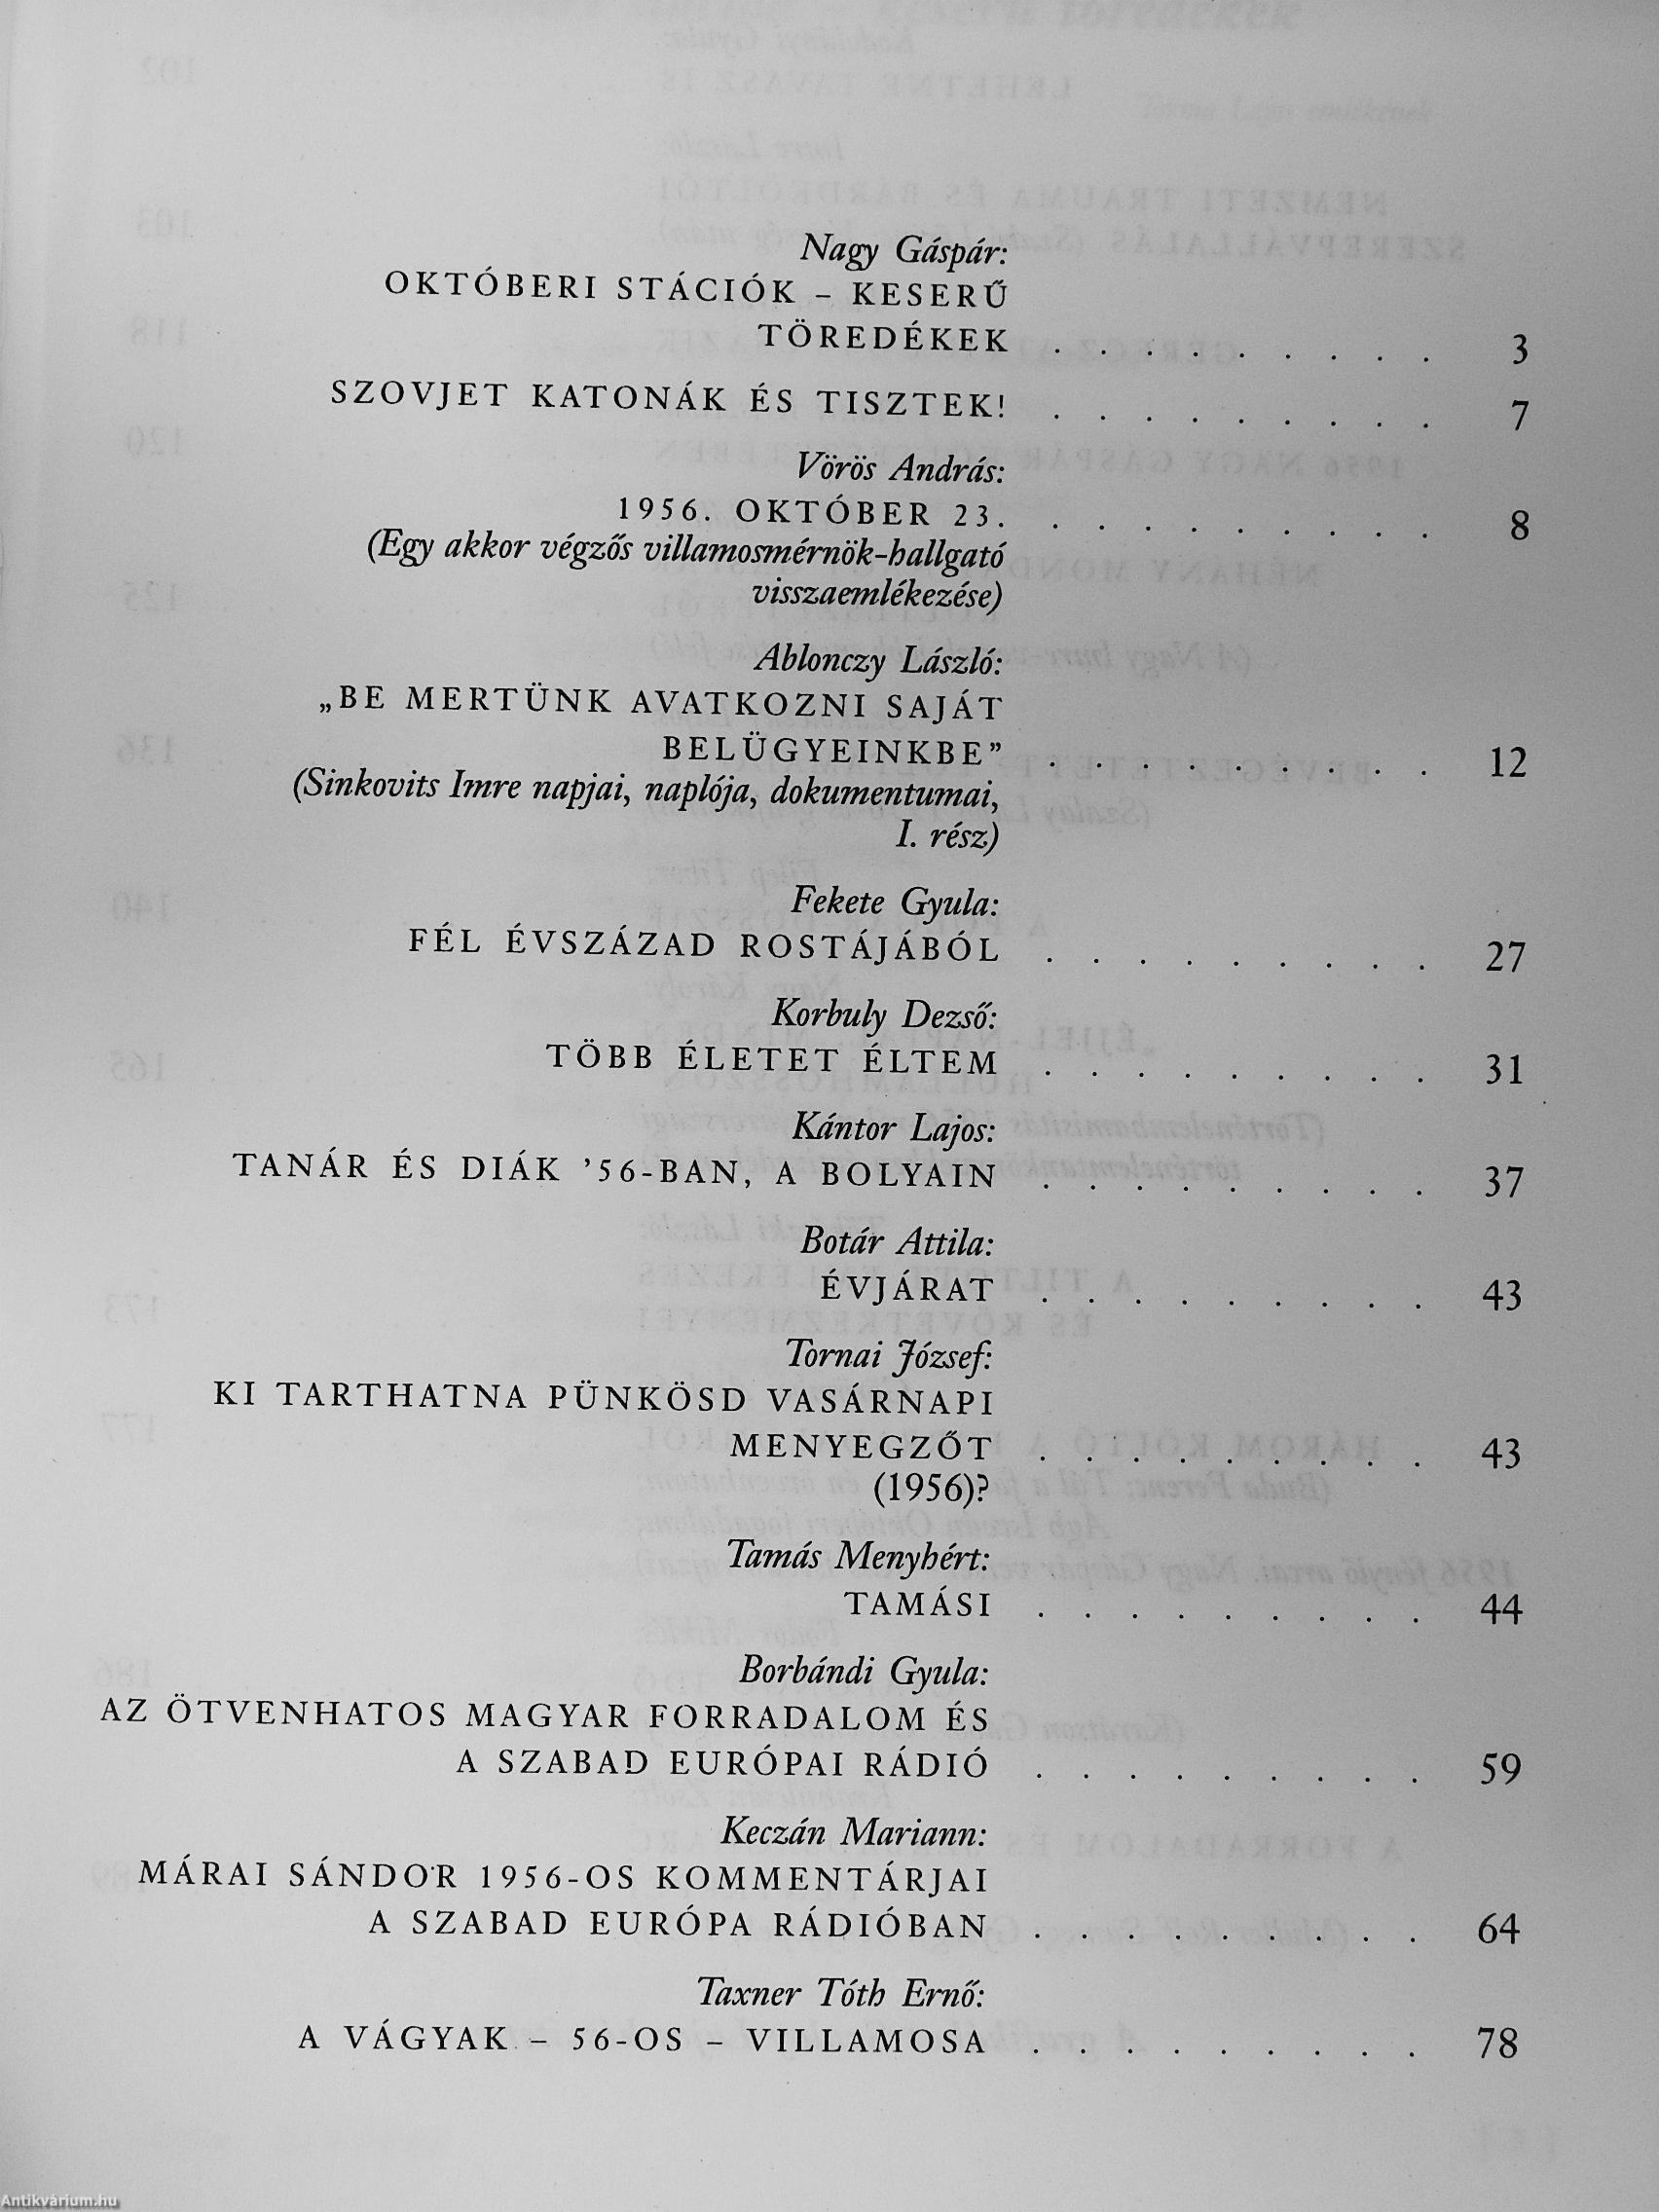 Nagy Gáspár:
OKTÓBERI STÁCIÓK – KESERŰ
TÖREDÉKEK . . . . . . . . . 3
SZOVJET KATONÁK ÉS TISZTEK! . . . . . . . . . 7
Vörös András:
1956. OKTÓBER 23. . . . . . . . . . 8
(Egy akkor végzős villamosmérnök-hallgató
visszaemlékezése)
Ablonczy László:
„BE MERTÜNK AVATKOZNI SAJÁT
BELÜGYEINKBE” . . . . . . . . . 12
(Sinkovits Imre napjai, naplója, dokumentumai,
I. rész)
Fekete Gyula:
FÉL ÉVSZÁZAD ROSTÁJÁBÓL . . . . . . . . . 27
Korbuly Dezső:
TÖBB ÉLETET ÉLTEM . . . . . . . . . 31
Kántor Lajos:
TANÁR ÉS DIÁK ’56-BAN, A BOLYAIN . . . . . . . . . 37
Botár Attila:
ÉVJÁRAT . . . . . . . . . 43
Tornai József:
KI TARTHATNA PÜNKÖSD VASÁRNAPI
MENYEGZŐT . . . . . . . . . 43
(1956)?
Tamás Menyhért:
TAMÁSI . . . . . . . . . 44
Borbándi Gyula:
AZ ÖTVENHATOS MAGYAR FORRADALOM ÉS
A SZABAD EURÓPAI RÁDIÓ . . . . . . . . . 59
Keczán Mariann:
MÁRAI SÁNDOR 1956-OS KOMMENTÁRJAI
A SZABAD EURÓPA RÁDIÓBAN . . . . . . . . . 64
Taxner Tóth Ernő:
A VÁGYAK – 56-OS – VILLAMOSA . . . . . . . . . 78
Antikvárium.hu